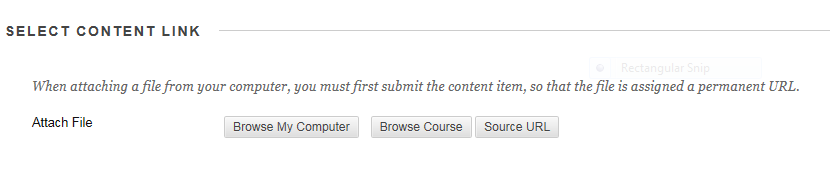 SELECT CONTENT LINK
Rectangular Snip
When attaching a file from your computer, you must first submit the content item, so that the file is assigned a permanent URL.
Attach File Browse My Computer Browse Course Source URL